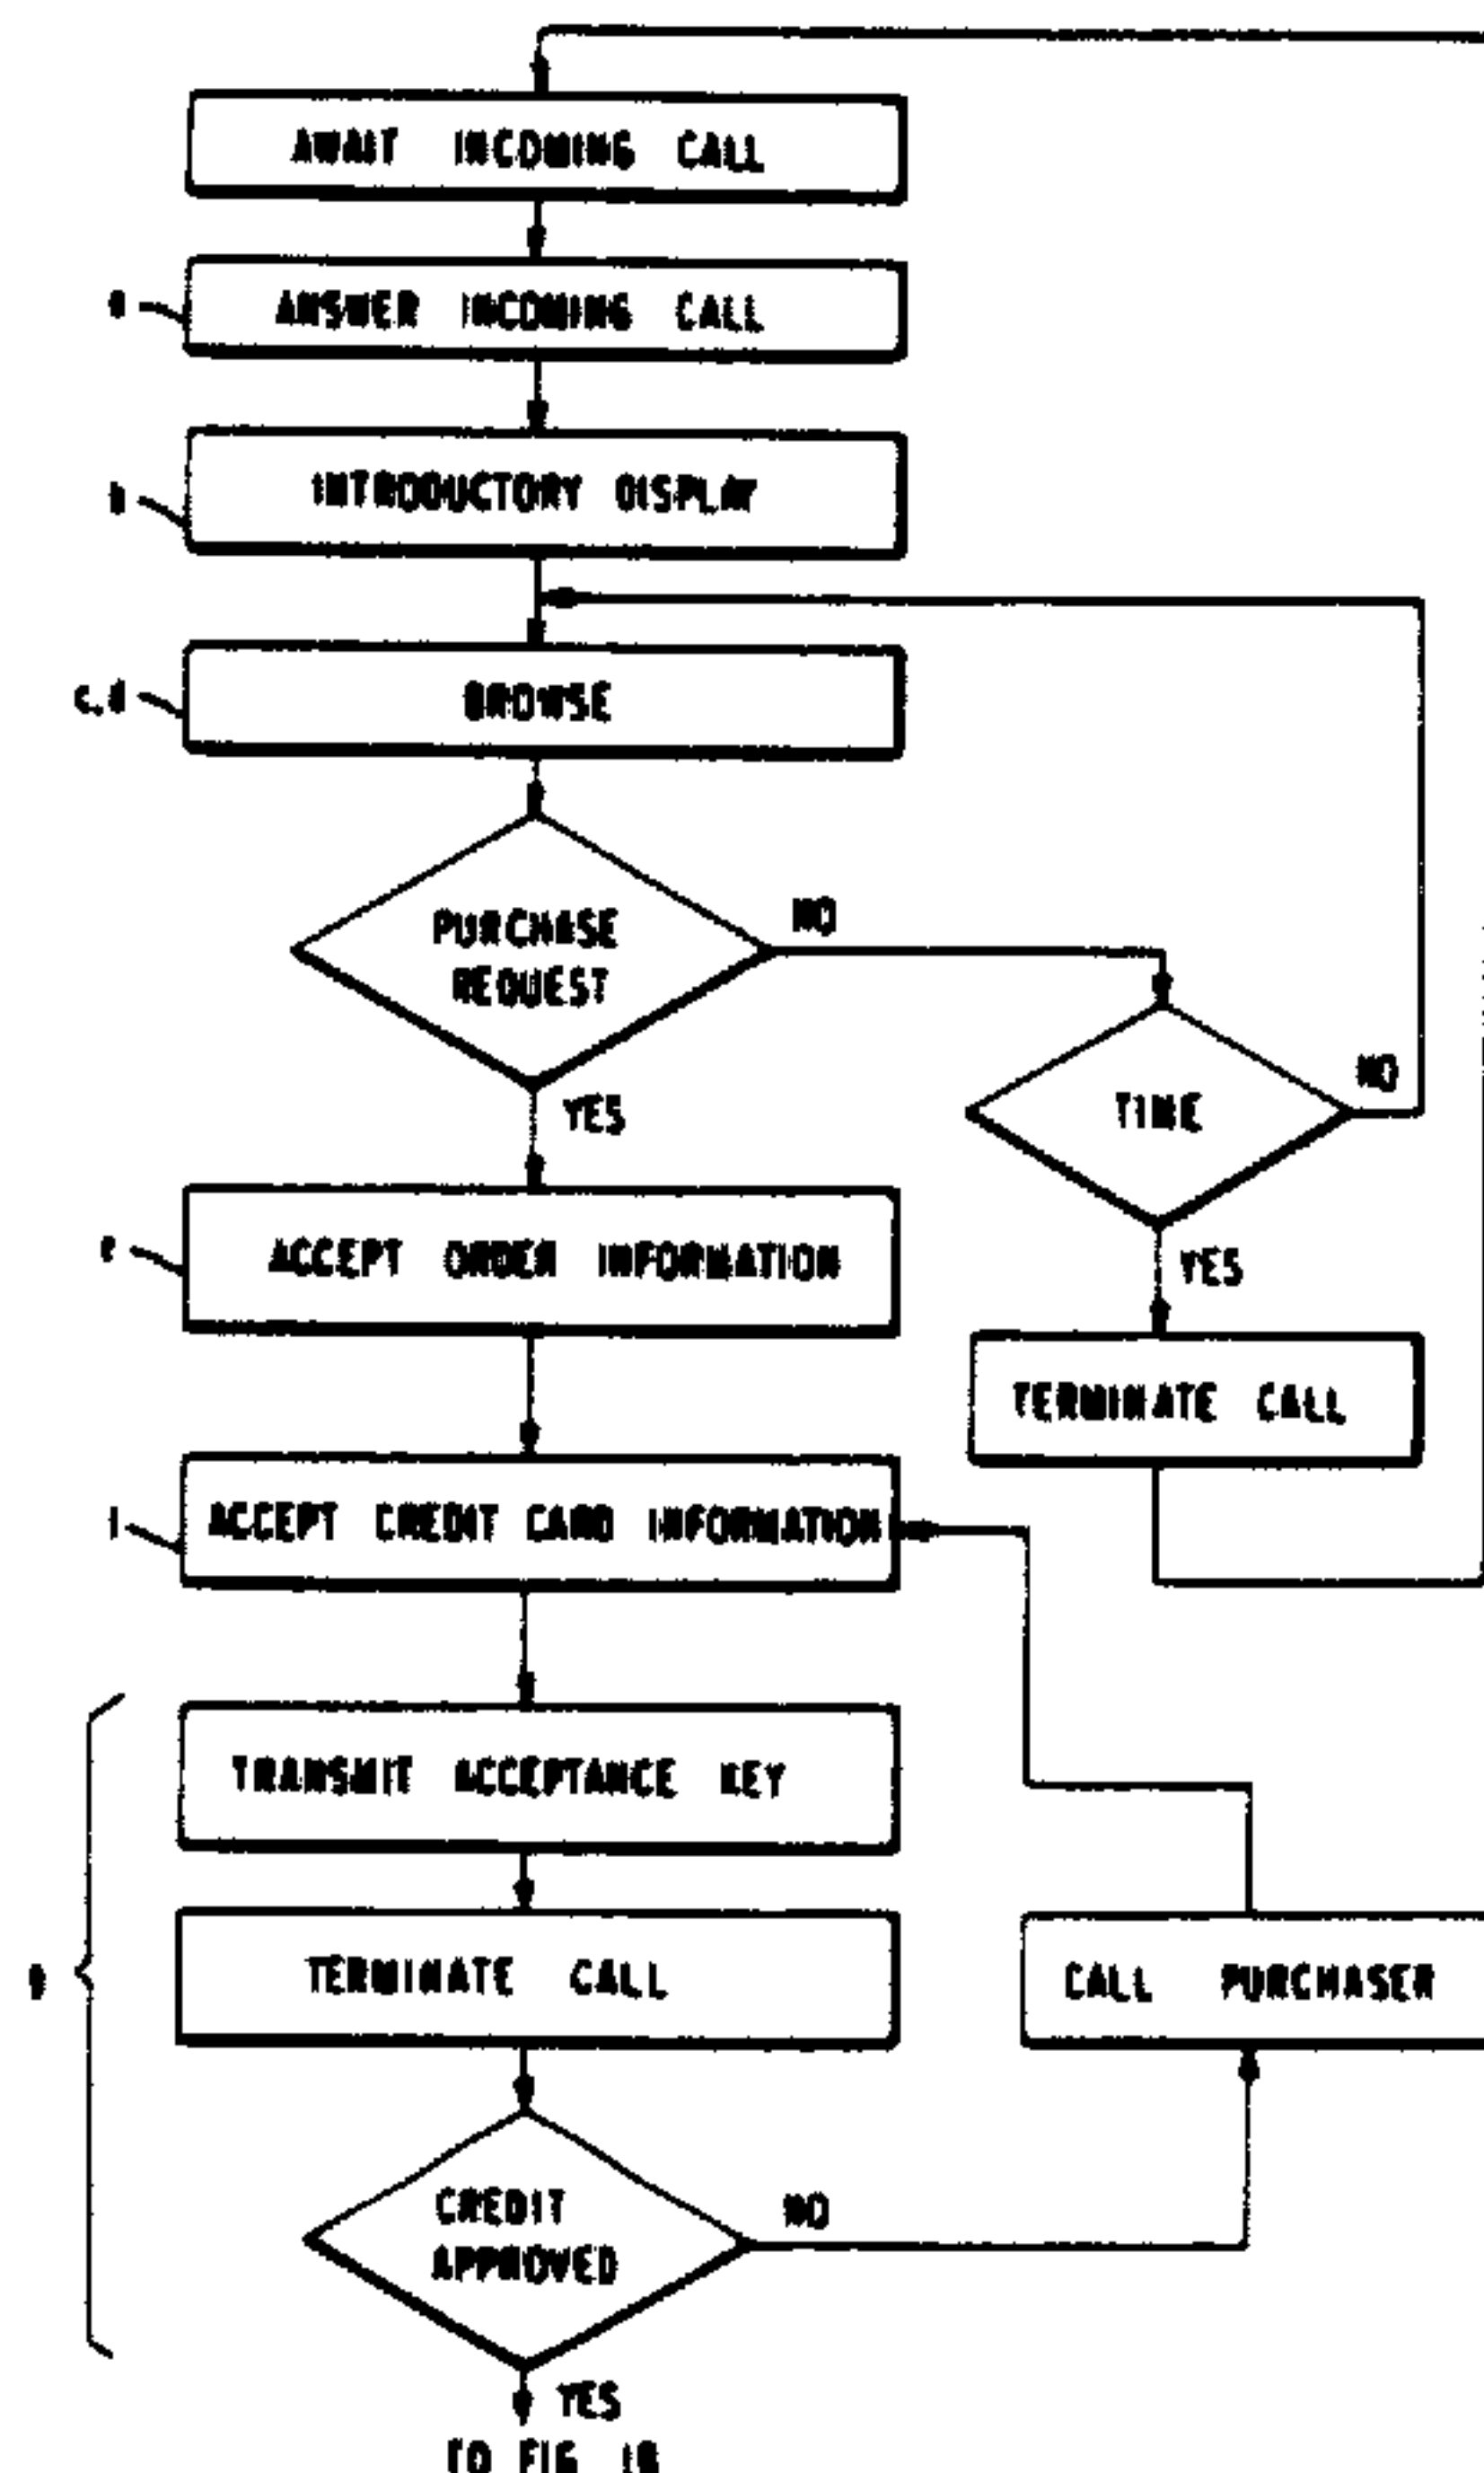 AWAIT INCOMING CALL
ANSWER INCOMING CALL
INTRODUCTORY DISPLAY
b
c,d
BROWSE
PURCHASE
REQUEST
NO
YES
TIME
NO
YES
ACCEPT ORDER INFORMATION
TERMINATE CALL
ACCEPT CREDIT CARD INFORMATION
TRANSMIT ACCEPTANCE KEY
TERMINATE CALL
CALL PURCHASER
CREDIT
APPROVED
NO
YES
TO FIG.